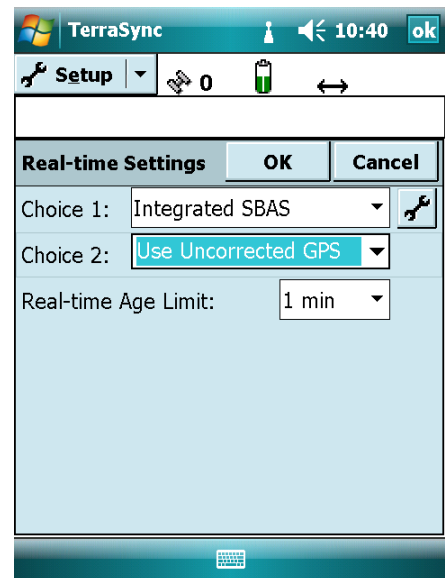 TerraSync 10:40 ok
Setup 0
Real-time Settings OK Cancel
Choice 1: Integrated SBAS
Choice 2: Use Uncorrected GPS
Real-time Age Limit: 1 min